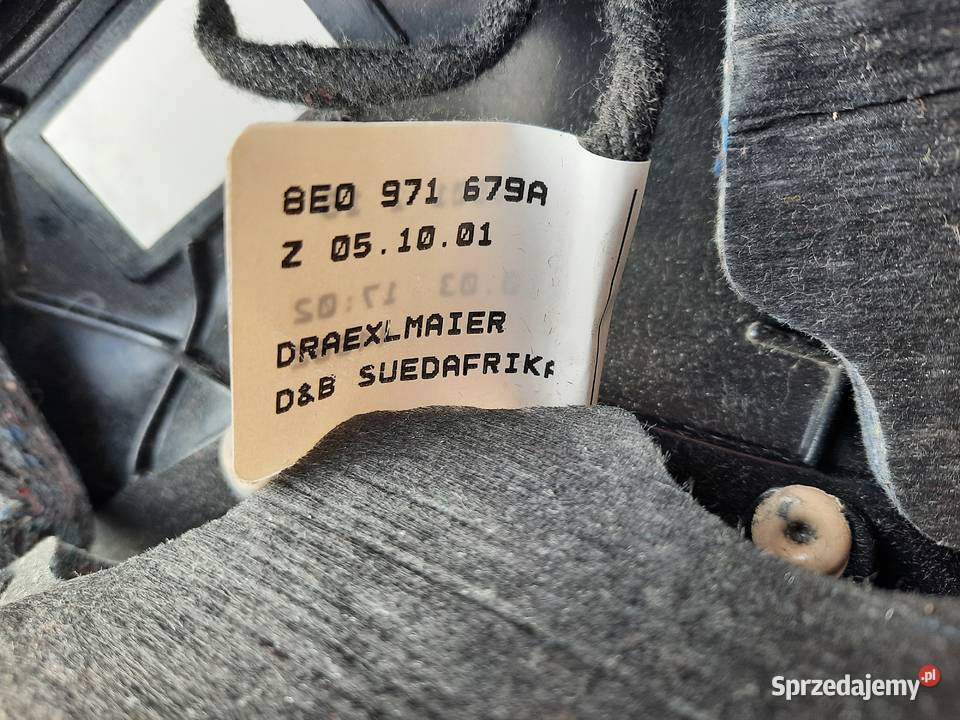 8E0 971 679A
Z 05.10.01
DRAEXLMAIER
D&B SUEDAFRIKA
Sprzedajemy.pl